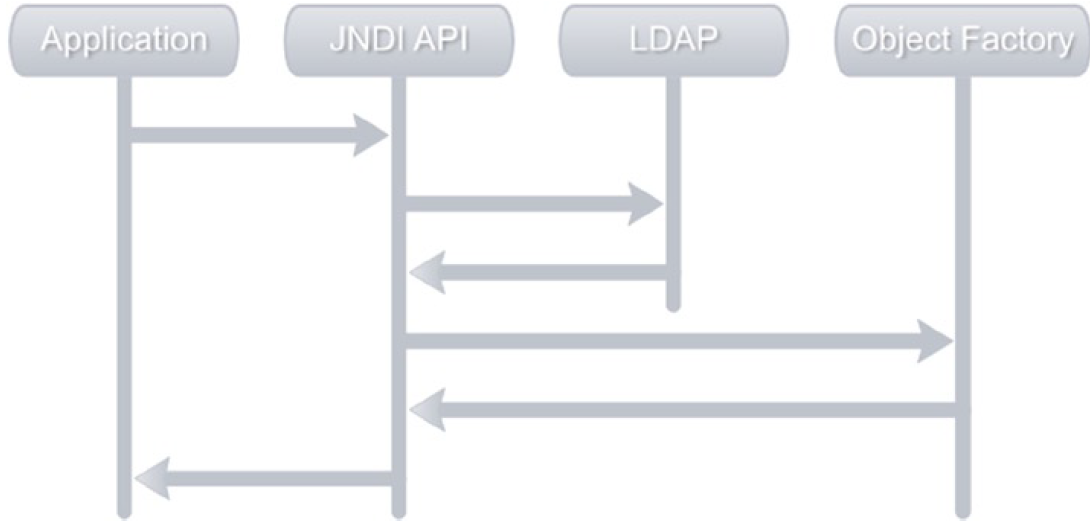 Application
JNDI API
LDAP
Object Factory